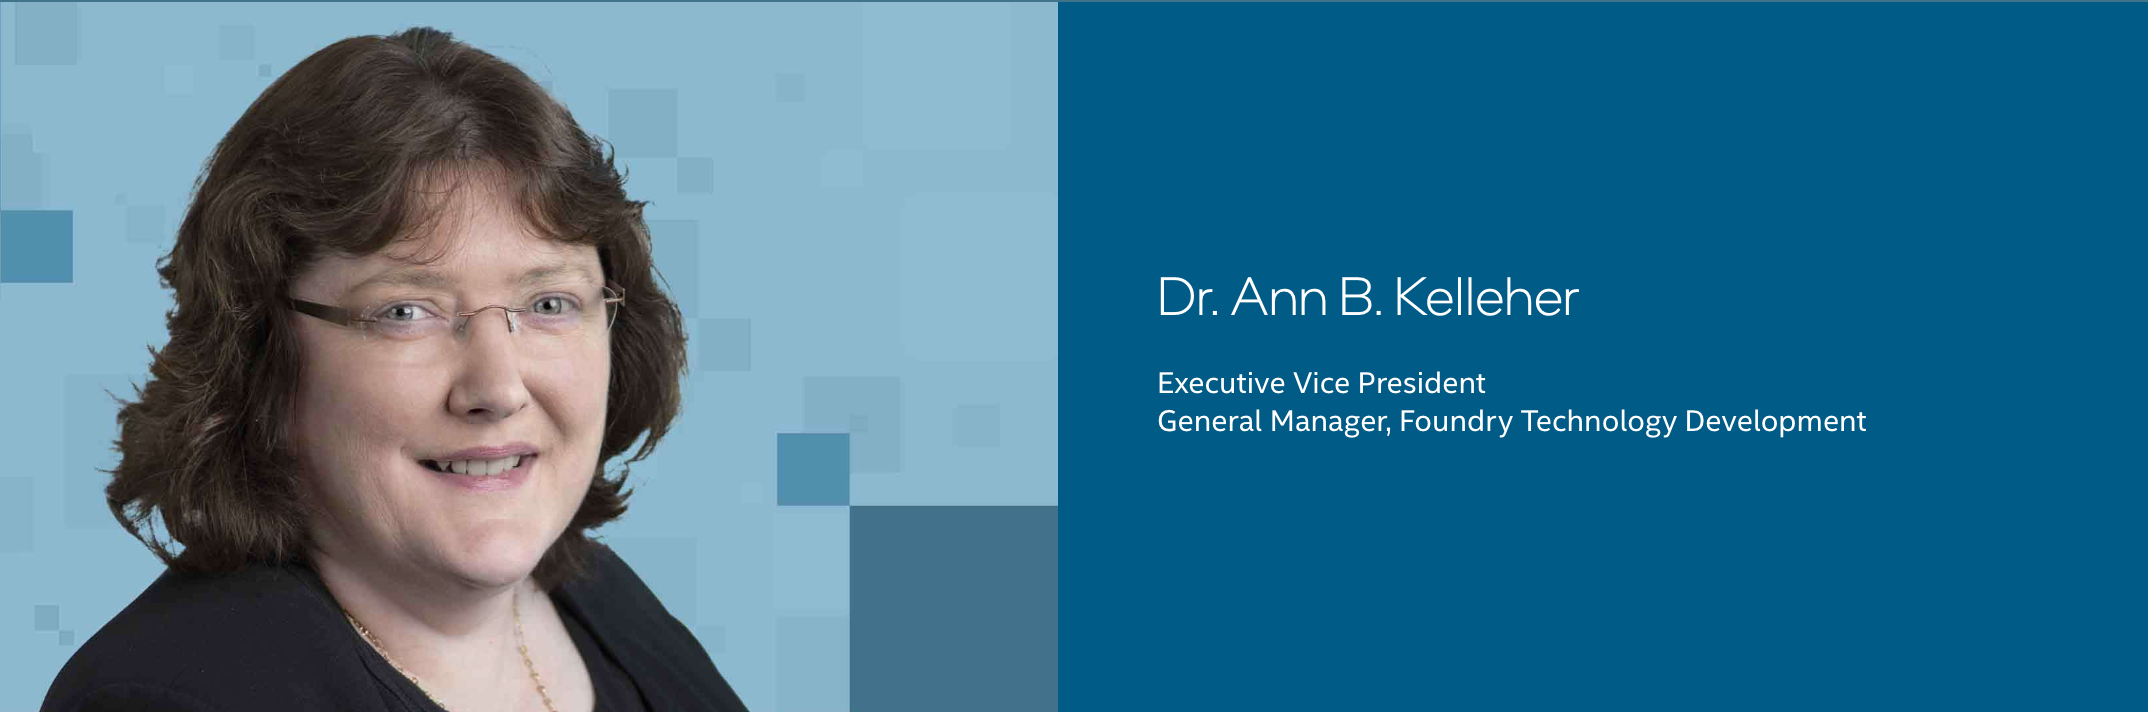 Dr. Ann B. Kelleher
Executive Vice President
General Manager, Foundry Technology Development